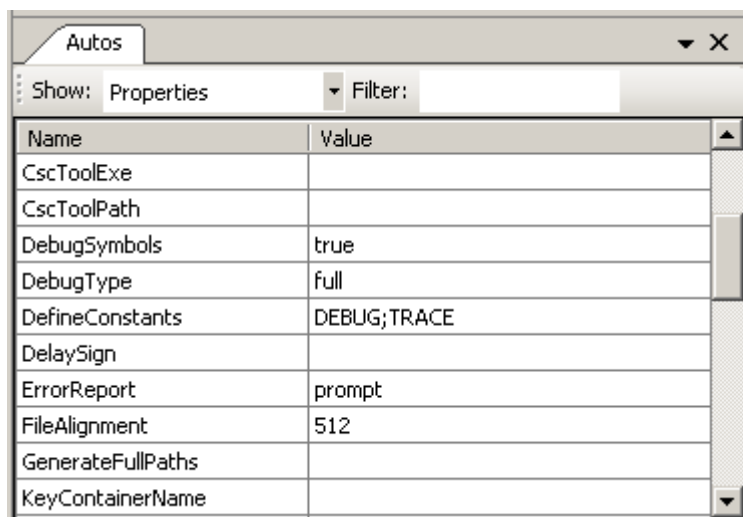 Autos
Show: Properties Filter:
Name Value
CscToolExe
CscToolPath
DebugSymbols true
DebugType full
DefineConstants DEBUG;TRACE
DelaySign
ErrorReport prompt
FileAlignment 512
GenerateFullPaths
KeyContainerName